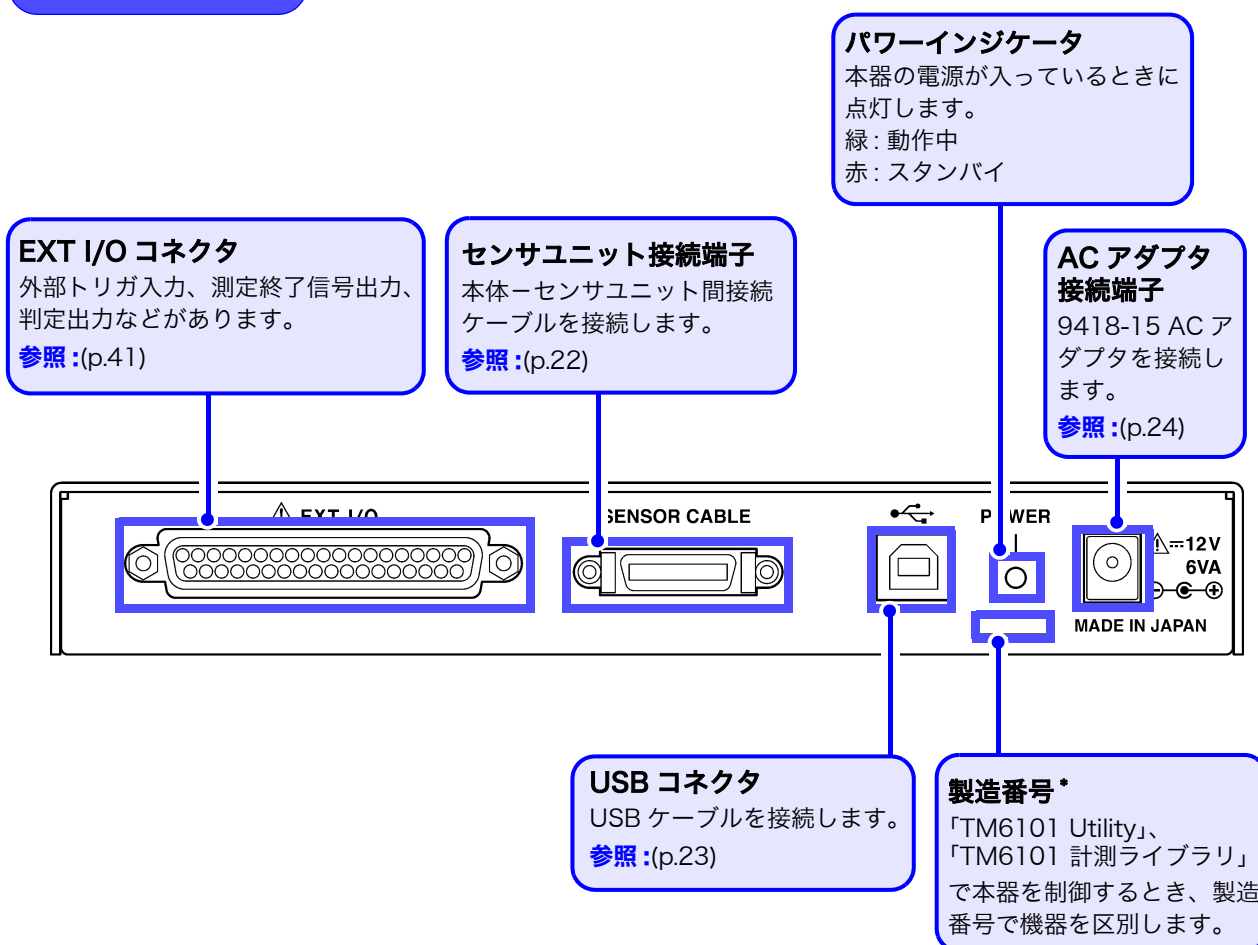 パワーインジケータ
本器の電源が入っているときに
点灯します。
緑 : 動作中
赤 : スタンバイ
EXT I/O コネクタ
外部トリガ入力、測定終了信号出力、
判定出力などがあります。
参照 :(p.41)
センサユニット接続端子
本体－センサユニット間接続
ケーブルを接続します。
参照 :(p.22)
AC アダプタ
接続端子
9418-15 AC ア
ダプタを接続し
ます。
参照 :(p.24)
EXT I/O
SENSOR CABLE
POWER
12V
6VA
MADE IN JAPAN
USB コネクタ
USB ケーブルを接続します。
参照 :(p.23)
製造番号*
「TM6101 Utility」、
「TM6101 計測ライブラリ」
で本器を制御するとき、製造
番号で機器を区別します。